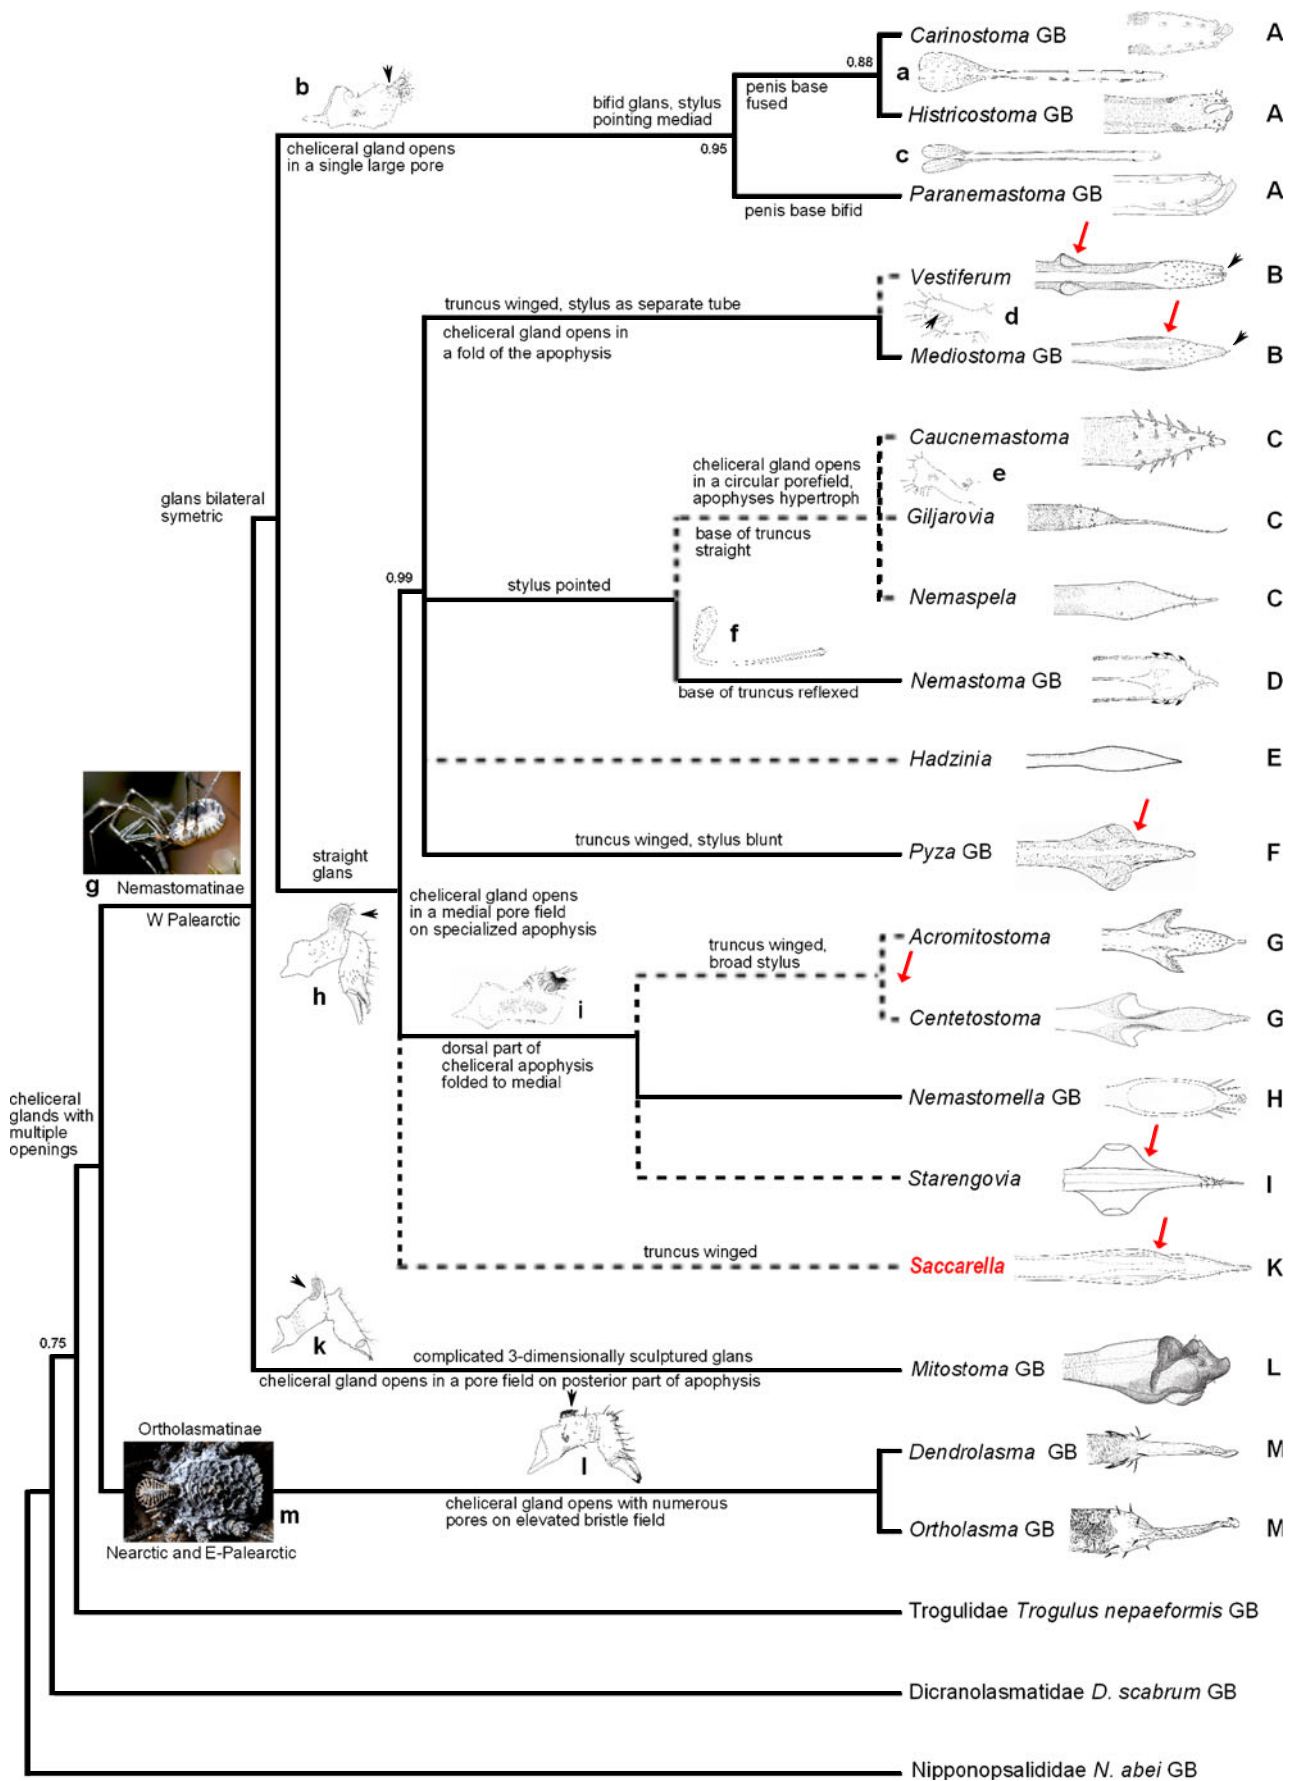 Carinostoma GB
A
0.88
a
b
penis base
fused
bifid glans, stylus
pointing mediad
Histricostoma GB
A
cheliceral gland opens
in a single large pore
0.95
c
Paranemastoma GB
A
penis base bifid
Vestiferum
B
truncus winged, stylus as separate tube
d
cheliceral gland opens in
a fold of the apophysis
Mediostoma GB
B
Caucnemastoma
C
cheliceral gland opens
in a circular porefield,
apophyses hypertroph
e
glans bilateral
symetric
Giljarovia
C
base of truncus
straight
0.99
stylus pointed
Nemaspela
C
f
Nemastoma GB
D
base of truncus reflexed
Hadzinia
E
truncus winged, stylus blunt
Pyza GB
F
straight
glans
g
Nemastomatinae
W Palearctic
cheliceral gland opens
in a medial pore field
on specialized apophysis
truncus winged,
broad stylus
Acromitostoma
G
h
i
Centetostoma
G
dorsal part of
cheliceral apophysis
folded to medial
cheliceral
glands with
multiple
openings
Nemastomella GB
H
Starengovia
I
truncus winged
Saccarella
K
0.75
k
complicated 3-dimensionally sculptured glans
cheliceral gland opens in a pore field on posterior part of apophysis
Mitostoma GB
L
Ortholasmatinae
l
Dendrolasma GB
M
m
cheliceral gland opens with numerous
pores on elevated bristle field
Ortholasma GB
M
Nearctic and E-Palearctic
Trogulidae Trogulus nepaeformis GB
Dicranolasmatidae D. scabrum GB
Nipponopsalididae N. abei GB